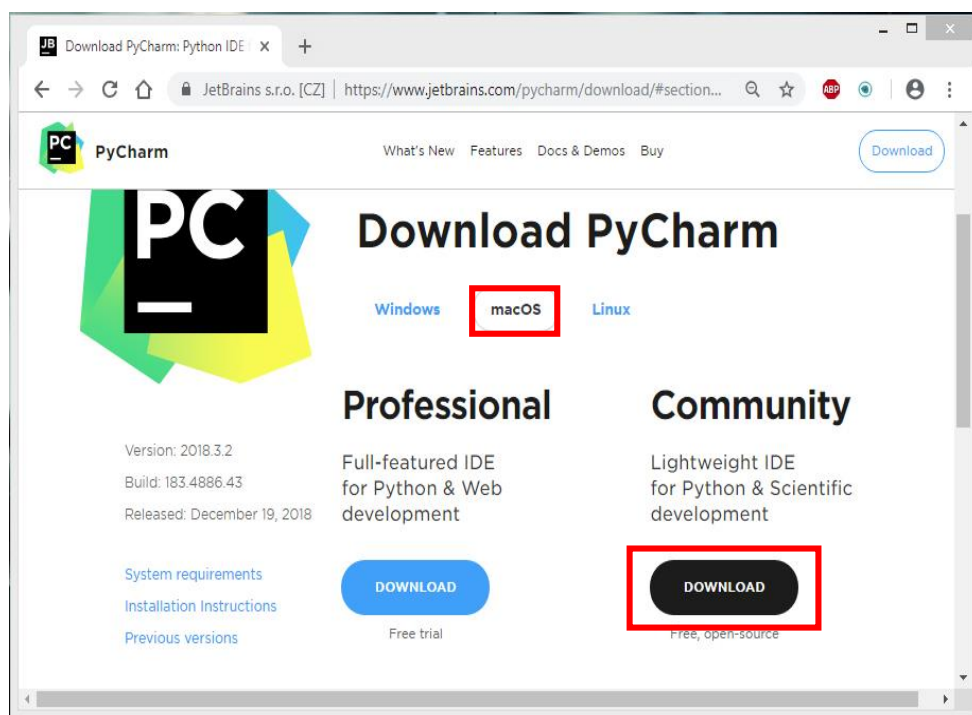 JB Download PyCharm: Python IDE
JetBrains s.r.o. [CZ] | https://www.jetbrains.com/pycharm/download/#section...
ABP
PC PyCharm What's New Features Docs & Demos Buy Download
PC
Download PyCharm
Windows macOS Linux
Professional
Full-featured IDE
for Python & Web
development
DOWNLOAD
Free trial
Community
Lightweight IDE
for Python & Scientific
development
DOWNLOAD
Free, open-source
Version: 2018.3.2
Build: 183.4886.43
Released: December 19, 2018
System requirements
Installation Instructions
Previous versions